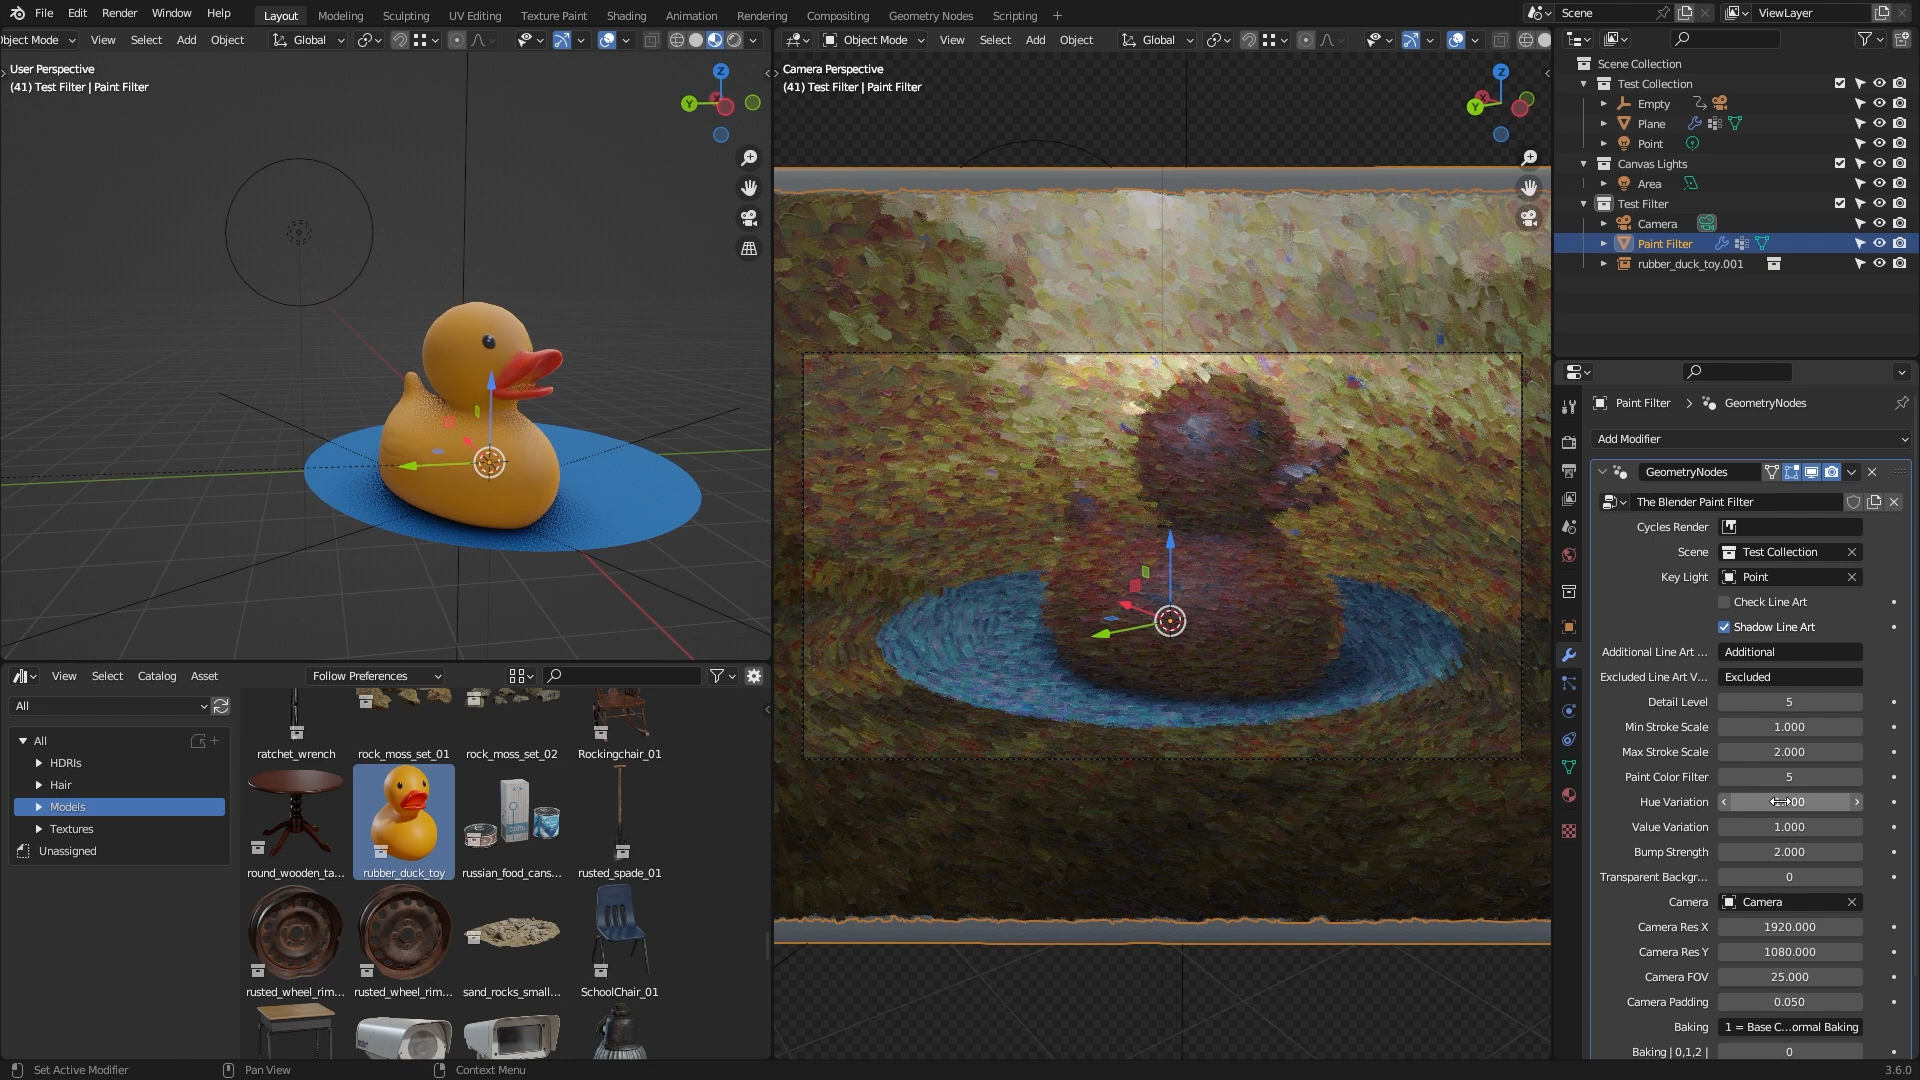 File Edit Render Window Help Layout Modeling Sculpting UV Editing Texture Paint Shading Animation Rendering Compositing Geometry Nodes Scripting + Scene ViewLayer
bject Mode View Select Add Object Global
Object Mode View Select Add Object Global
User Perspective
(41) Test Filter | Paint Filter
Z
Y
Camera Perspective
(41) Test Filter | Paint Filter
Z
Y
Scene Collection
Test Collection
Empty
Plane
Point
Canvas Lights
Area
Test Filter
Camera
Paint Filter
rubber_duck_toy.001
Paint Filter > GeometryNodes
Add Modifier
GeometryNodes
The Blender Paint Filter
Cycles Render
Scene Test Collection
Key Light Point
Check Line Art
Shadow Line Art
Additional Line Art ... Additional
Excluded Line Art V... Excluded
Detail Level 5
Min Stroke Scale 1.000
Max Stroke Scale 2.000
Paint Color Filter 5
Hue Variation
Value Variation 1.000
Bump Strength 2.000
Transparent Backgr... 0
Camera Camera
Camera Res X 1920.000
Camera Res Y 1080.000
Camera FOV 25.000
Camera Padding 0.050
Baking 1 = Base C...ormal Baking
Baking | 0,1,2 | 0
View Select Catalog Asset Follow Preferences
All
All
HDRIs
Hair
Models
Textures
Unassigned
ratchet_wrench rock_moss_set_01 rock_moss_set_02 Rockingchair_01
round_wooden_ta... rubber_duck_toy russian_food_cans... rusted_spade_01
rusted_wheel_rim... rusted_wheel_rim... sand_rocks_small... SchoolChair_01
Set Active Modifier Pan View Context Menu 3.6.0